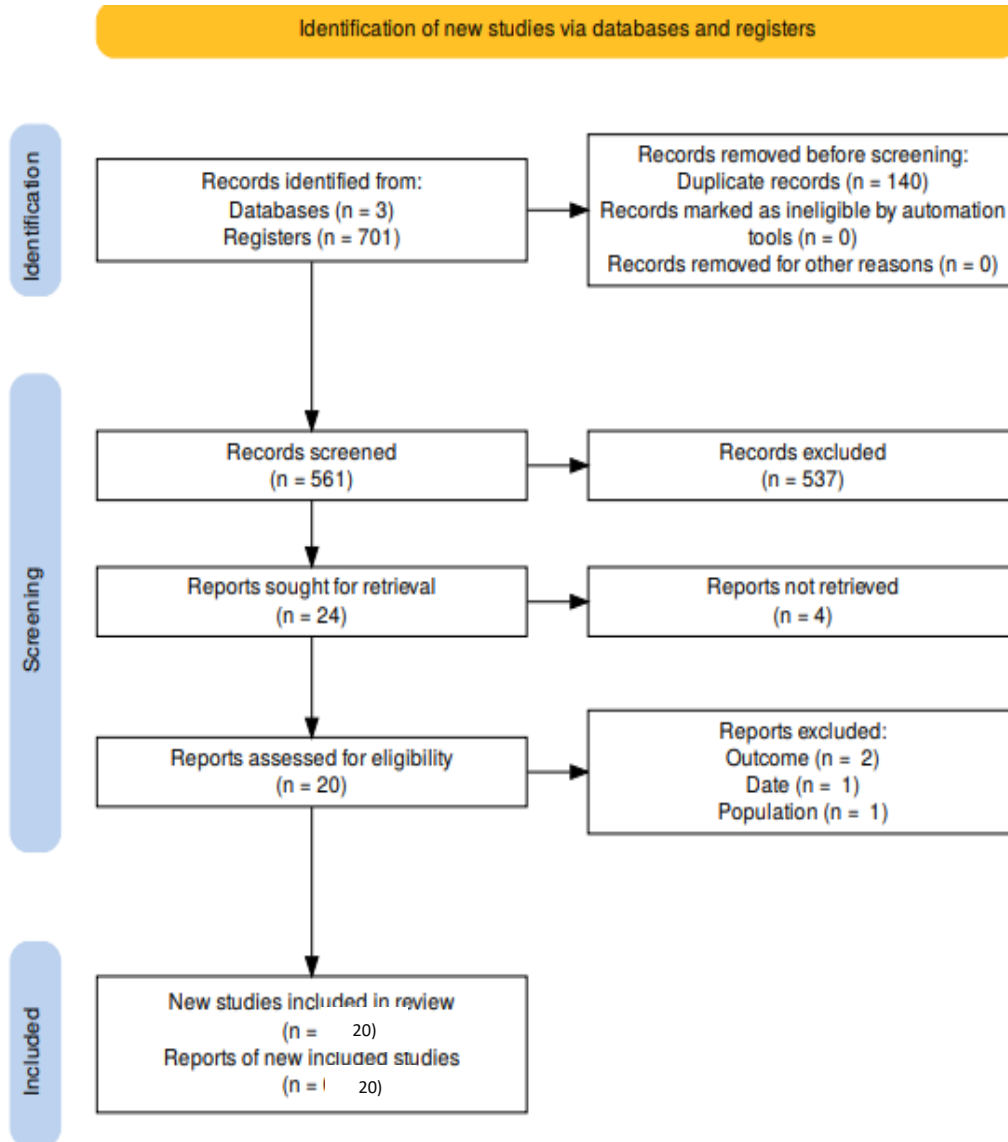 Identification of new studies via databases and registers
Identification
Records identified from:
Databases (n = 3)
Registers (n = 701)
Records removed before screening:
Duplicate records (n = 140)
Records marked as ineligible by automation
tools (n = 0)
Records removed for other reasons (n = 0)
Screening
Records screened
(n = 561)
Records excluded
(n = 537)
Reports sought for retrieval
(n = 24)
Reports not retrieved
(n = 4)
Reports assessed for eligibility
(n = 20)
Reports excluded:
Outcome (n = 2)
Date (n = 1)
Population (n = 1)
Included
New studies included in review
(n = 20)
Reports of new included studies
(n = 20)